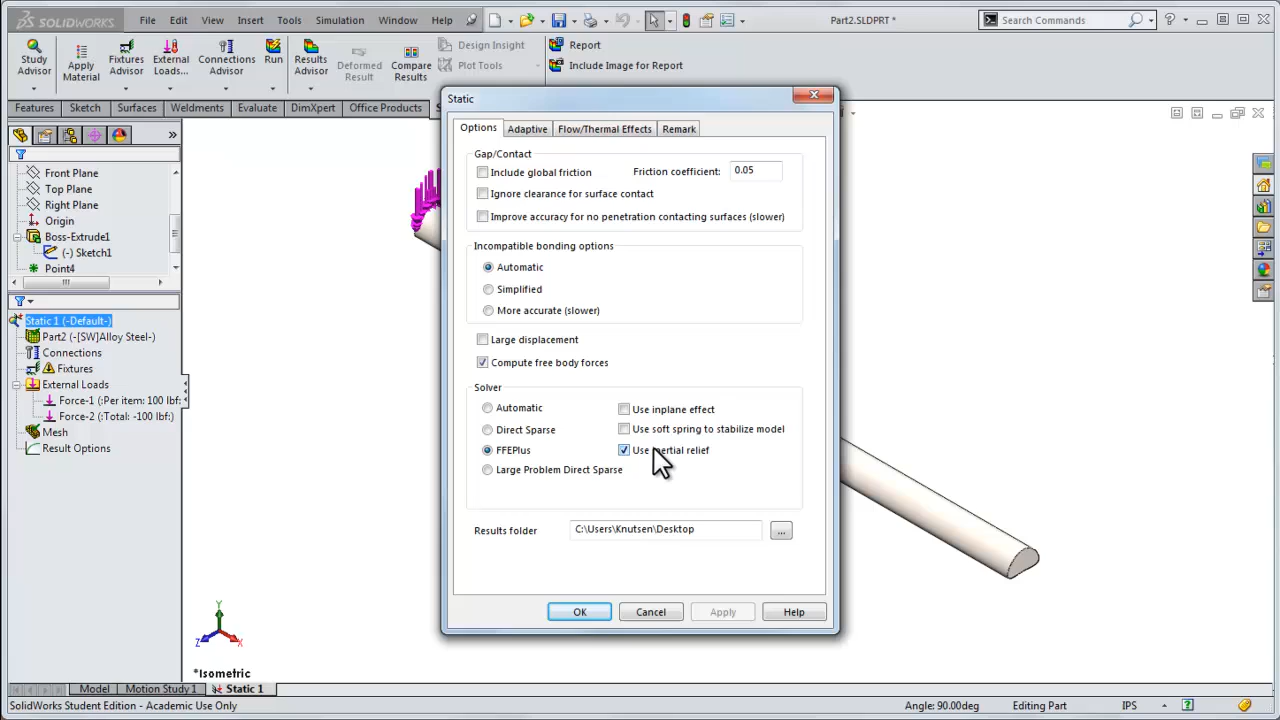 SOLIDWORKS
File Edit View Insert Tools Simulation Window Help
Part2.SLDPRT *
Search Commands
Study Advisor
Apply Material
Fixtures Advisor
External Loads...
Connections Advisor
Run
Results Advisor
Deformed Result
Compare Results
Design Insight
Plot Tools
Report
Include Image for Report
Features Sketch Surfaces Weldments Evaluate DimXpert Office Products
Front Plane
Top Plane
Right Plane
Origin
Boss-Extrude1
(-) Sketch1
Point4
Static 1 (-Default-)
Part2 (-[SW]Alloy Steel-)
Connections
Fixtures
External Loads
Force-1 (:Per item: 100 lbf:
Force-2 (:Total: -100 lbf:)
Mesh
Result Options
Static
Options Adaptive Flow/Thermal Effects Remark
Gap/Contact
Include global friction Friction coefficient: 0.05
Ignore clearance for surface contact
Improve accuracy for no penetration contacting surfaces (slower)
Incompatible bonding options
Automatic
Simplified
More accurate (slower)
Large displacement
Compute free body forces
Solver
Automatic Use inplane effect
Direct Sparse Use soft spring to stabilize model
FFEPlus Use inertial relief
Large Problem Direct Sparse
Results folder C:\Users\Knutsen\Desktop ...
OK Cancel Apply Help
Y
Z X
*Isometric
Model Motion Study 1 Static 1
SolidWorks Student Edition - Academic Use Only Angle: 90.00deg Editing Part IPS